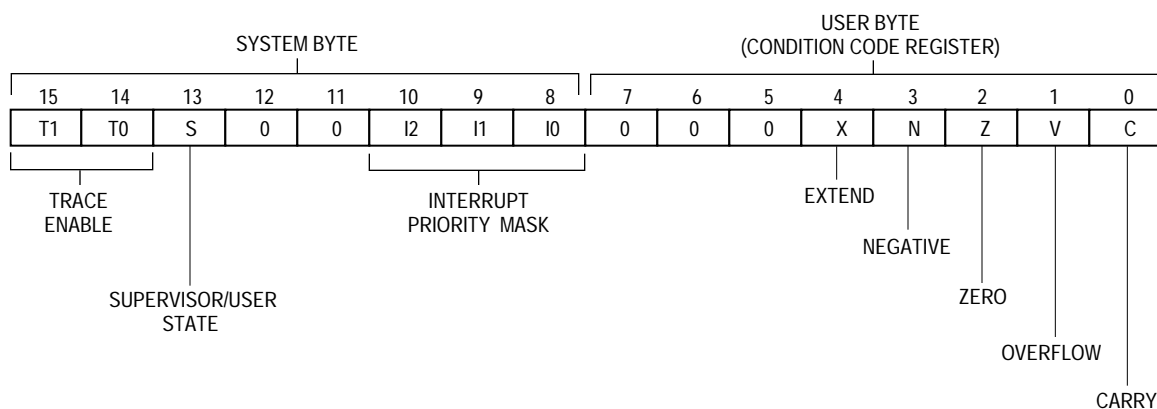 USER BYTE
SYSTEM BYTE
(CONDITION CODE REGISTER)
15 14 13 12 11 10 9 8 7 6 5 4 3 2 1 0
T1 T0 S 0 0 I2 I1 I0 0 0 0 X N Z V C
TRACE
ENABLE
INTERRUPT
PRIORITY MASK
EXTEND
NEGATIVE
SUPERVISOR/USER
STATE
ZERO
OVERFLOW
CARRY